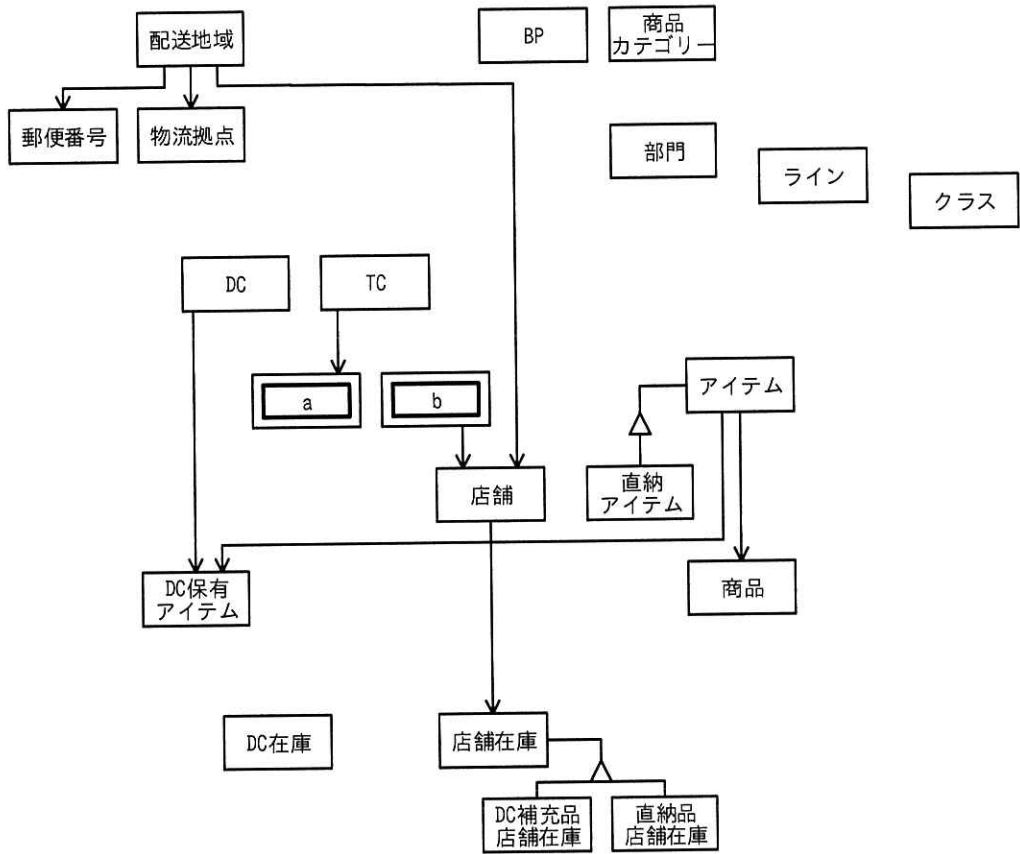 配送地域
BP
商品
カテゴリー
郵便番号
物流拠点
部門
ライン
クラス
DC
TC
a
b
アイテム
店舗
直納
アイテム
DC保有
アイテム
商品
DC在庫
店舗在庫
DC補充品
店舗在庫
直納品
店舗在庫